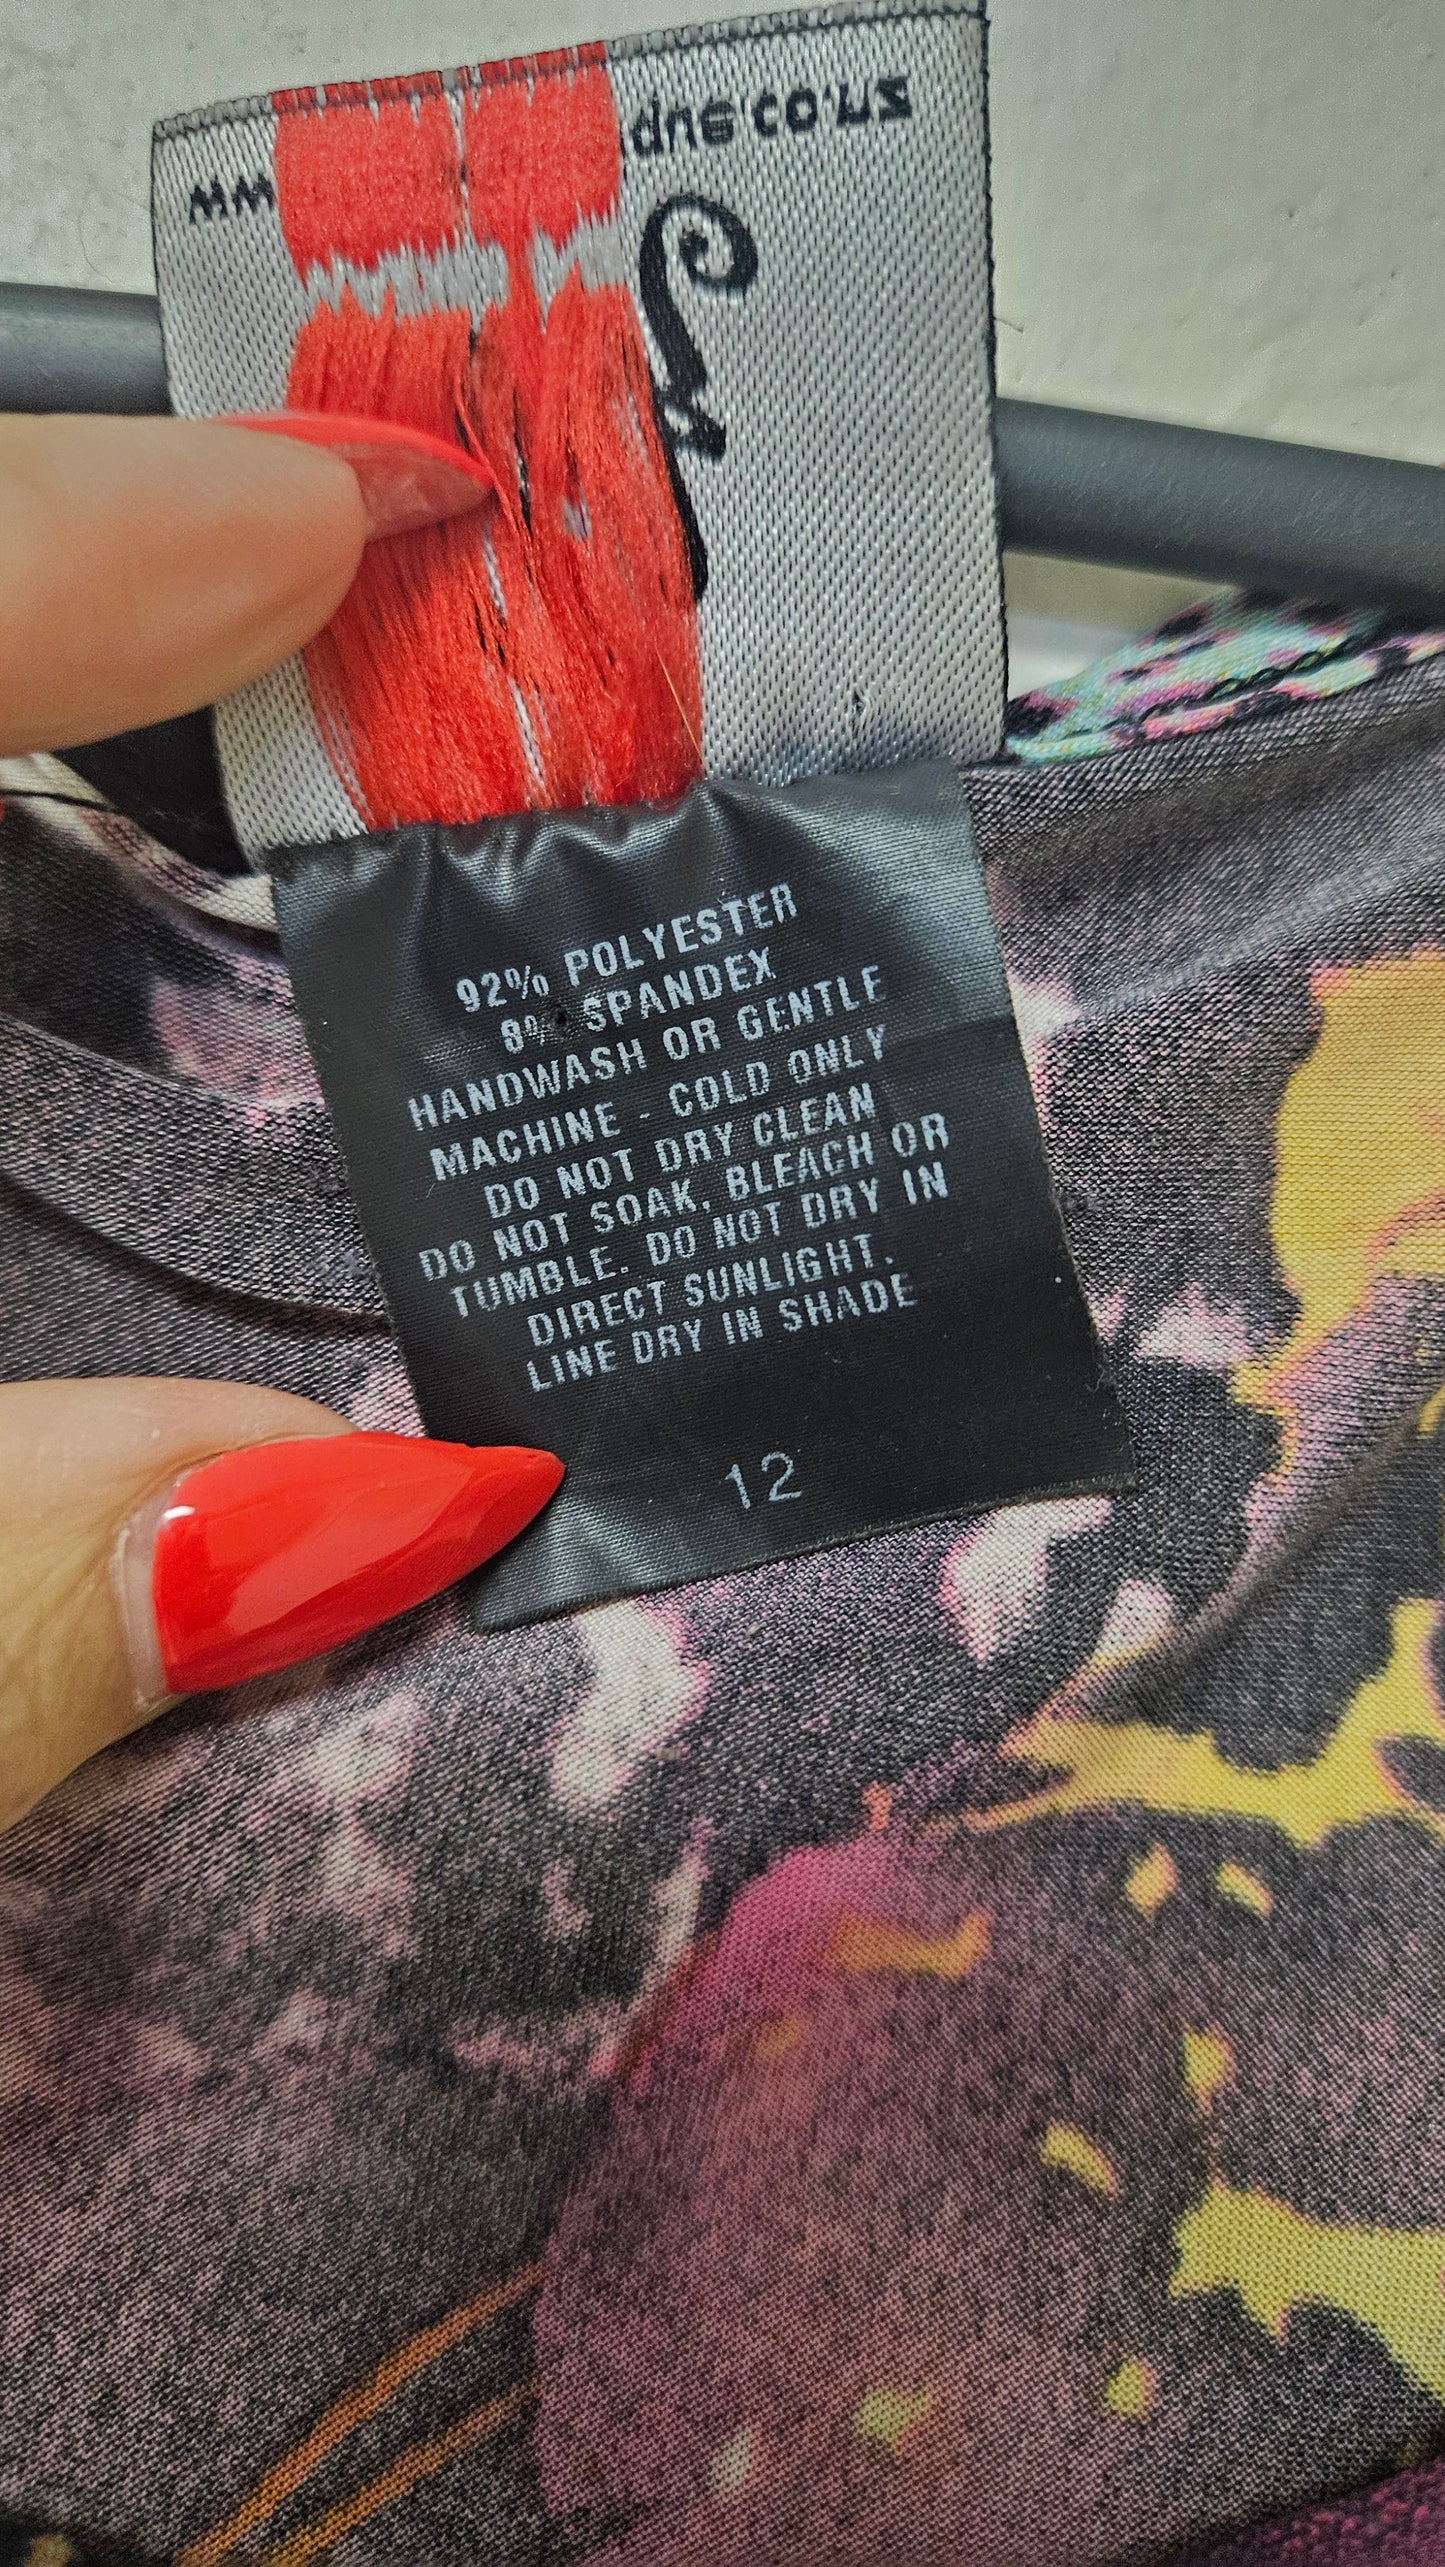 92% POLYESTER
8% SPANDEX
HANDWASH OR GENTLE
MACHINE - COLD ONLY
DO NOT DRY CLEAN
DO NOT SOAK, BLEACH OR
TUMBLE. DO NOT DRY IN
DIRECT SUNLIGHT.
LINE DRY IN SHADE
12